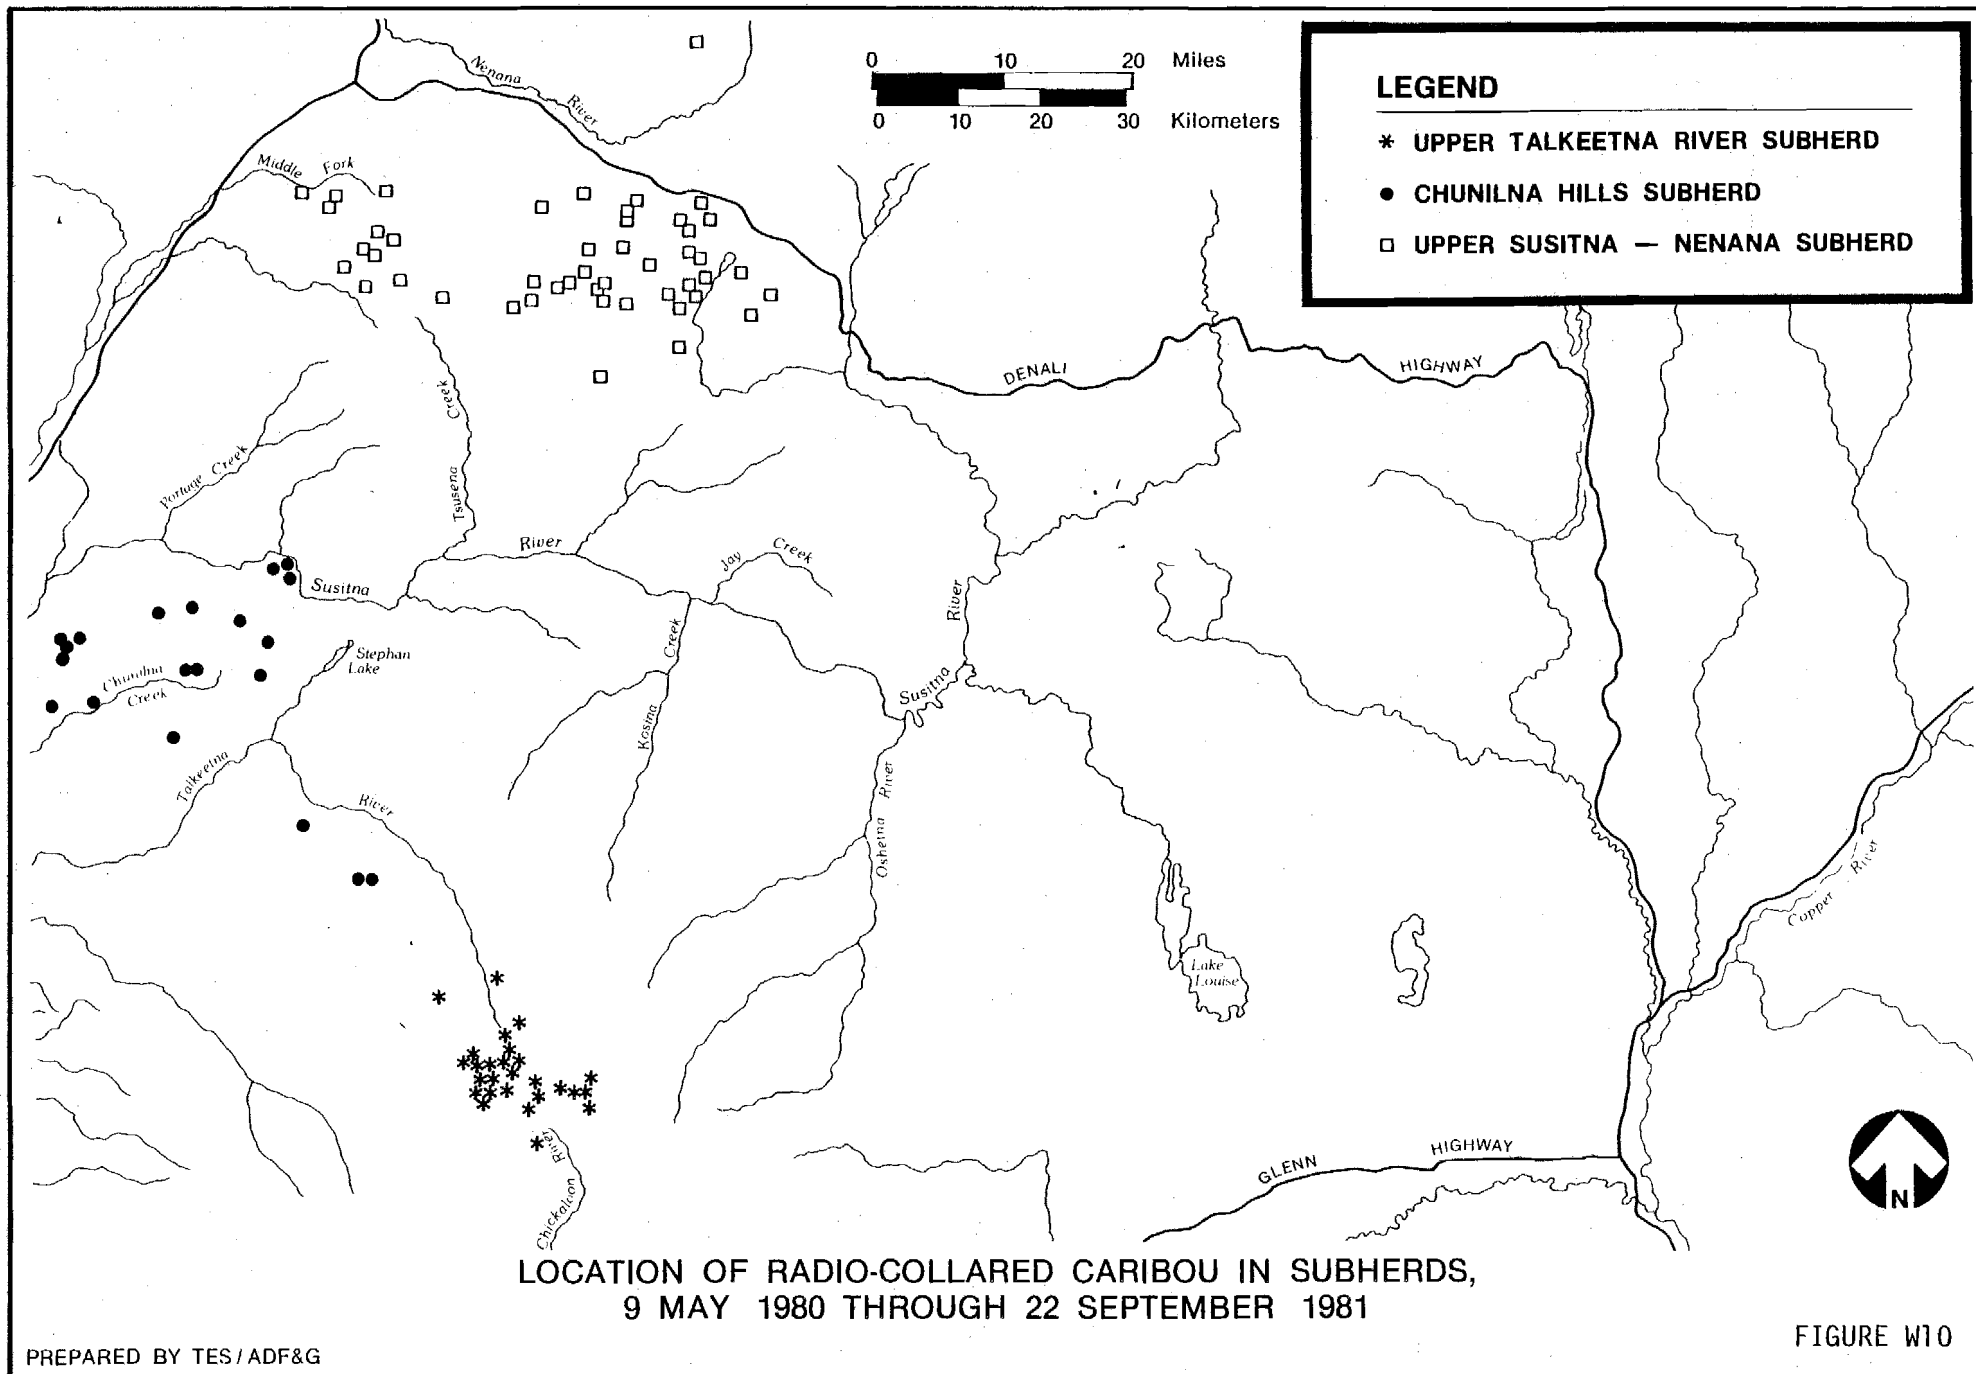 0 10 20 Miles
0 10 20 30 Kilometers
LEGEND
* UPPER TALKEETNA RIVER SUBHERD
● CHUNILNA HILLS SUBHERD
□ UPPER SUSITNA — NENANA SUBHERD
Nenana River
Middle Fork
DENALI HIGHWAY
Tsusena Creek
Portage Creek
River
Susitna
Jay Creek
Stephan
Lake
Chunilna
Creek
Kosina Creek
Susitna River
Talkeetna River
Oshetna River
Copper River
Lake
Louise
Chickaloon River
GLENN HIGHWAY
N
LOCATION OF RADIO-COLLARED CARIBOU IN SUBHERDS,
9 MAY 1980 THROUGH 22 SEPTEMBER 1981
PREPARED BY TES/ADF&G
FIGURE W10